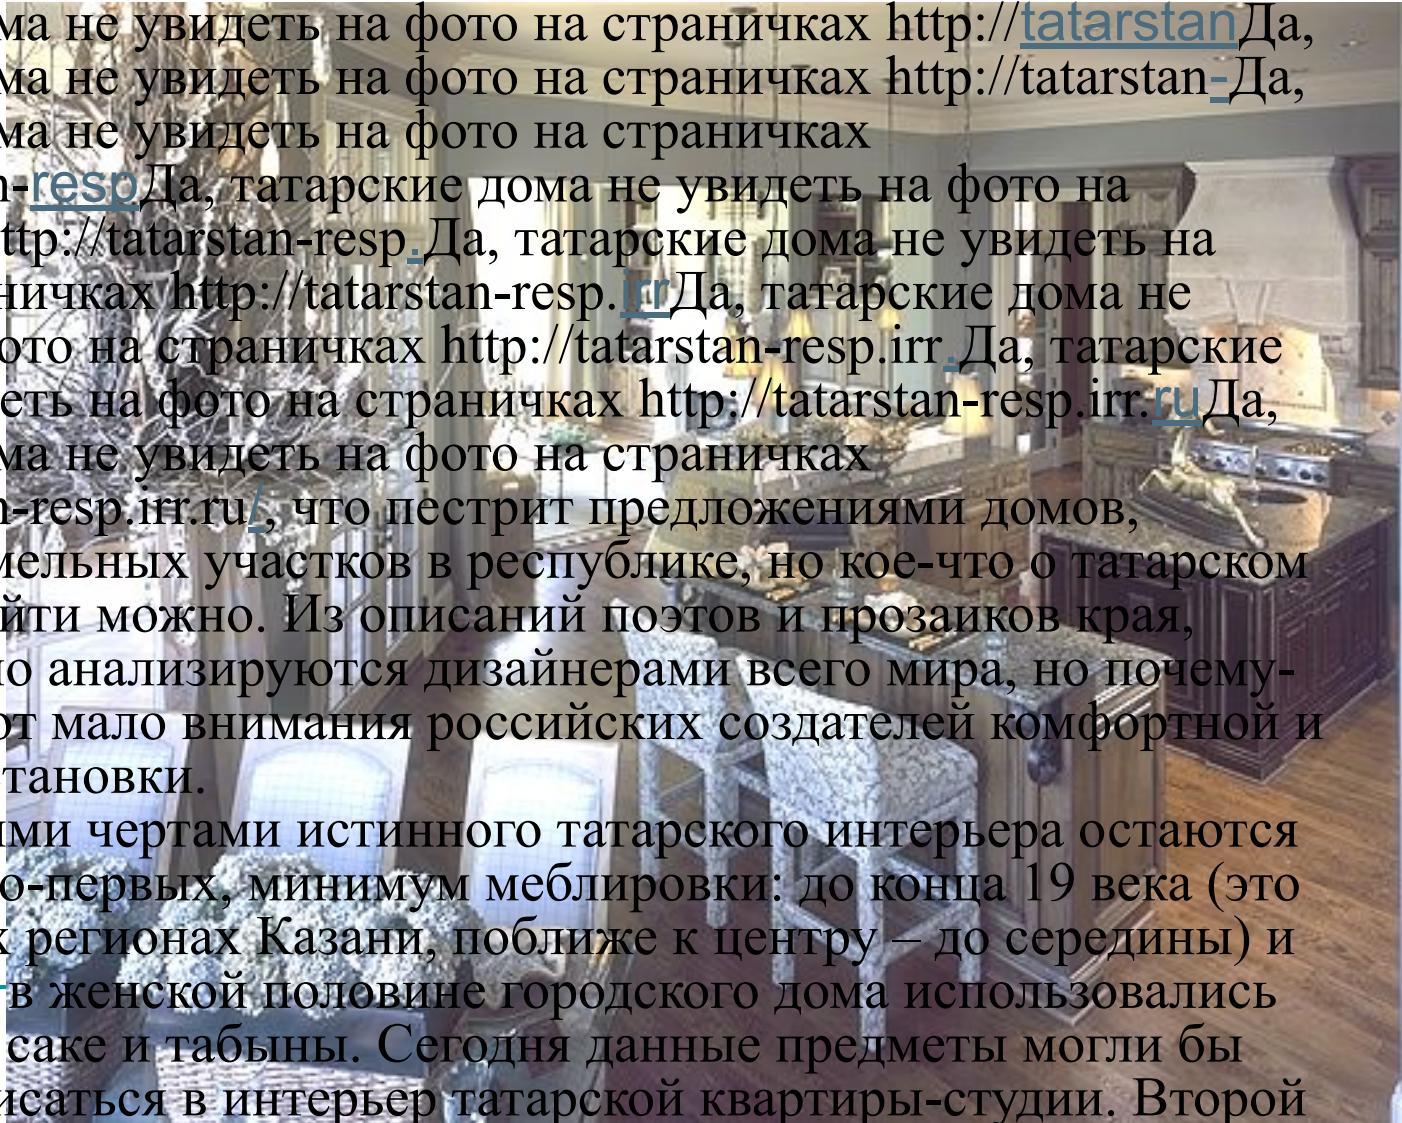 ма не увидеть на фото на страничках http://tatarstanДа,
ма не увидеть на фото на страничках http://tatarstan-Да,
ма не увидеть на фото на страничках
n-respДа, татарские дома не увидеть на фото на
ttp://tatarstan-resp.Да, татарские дома не увидеть на
ничках http://tatarstan-resp.irrДа, татарские дома не
ото на страничках http://tatarstan-resp.irr.Да, татарские
еть на фото на страничках http://tatarstan-resp.irr.ruДа,
ма не увидеть на фото на страничках
n-resp.irr.ru/, что пестрит предложениями домов,
мельных участков в республике, но кое-что о татарском
йти можно. Из описаний поэтов и прозаиков края,
но анализируются дизайнерами всего мира, но почему-
от мало внимания российских создателей комфортной и
тановки.
ими чертами истинного татарского интерьера остаются
о-первых, минимум меблировки: до конца 19 века (это
х регионах Казани, поближе к центру – до середины) и
в женской половине городского дома использовались
саке и табыны. Сегодня данные предметы могли бы
исаться в интерьер татарской квартиры-студии. Второй